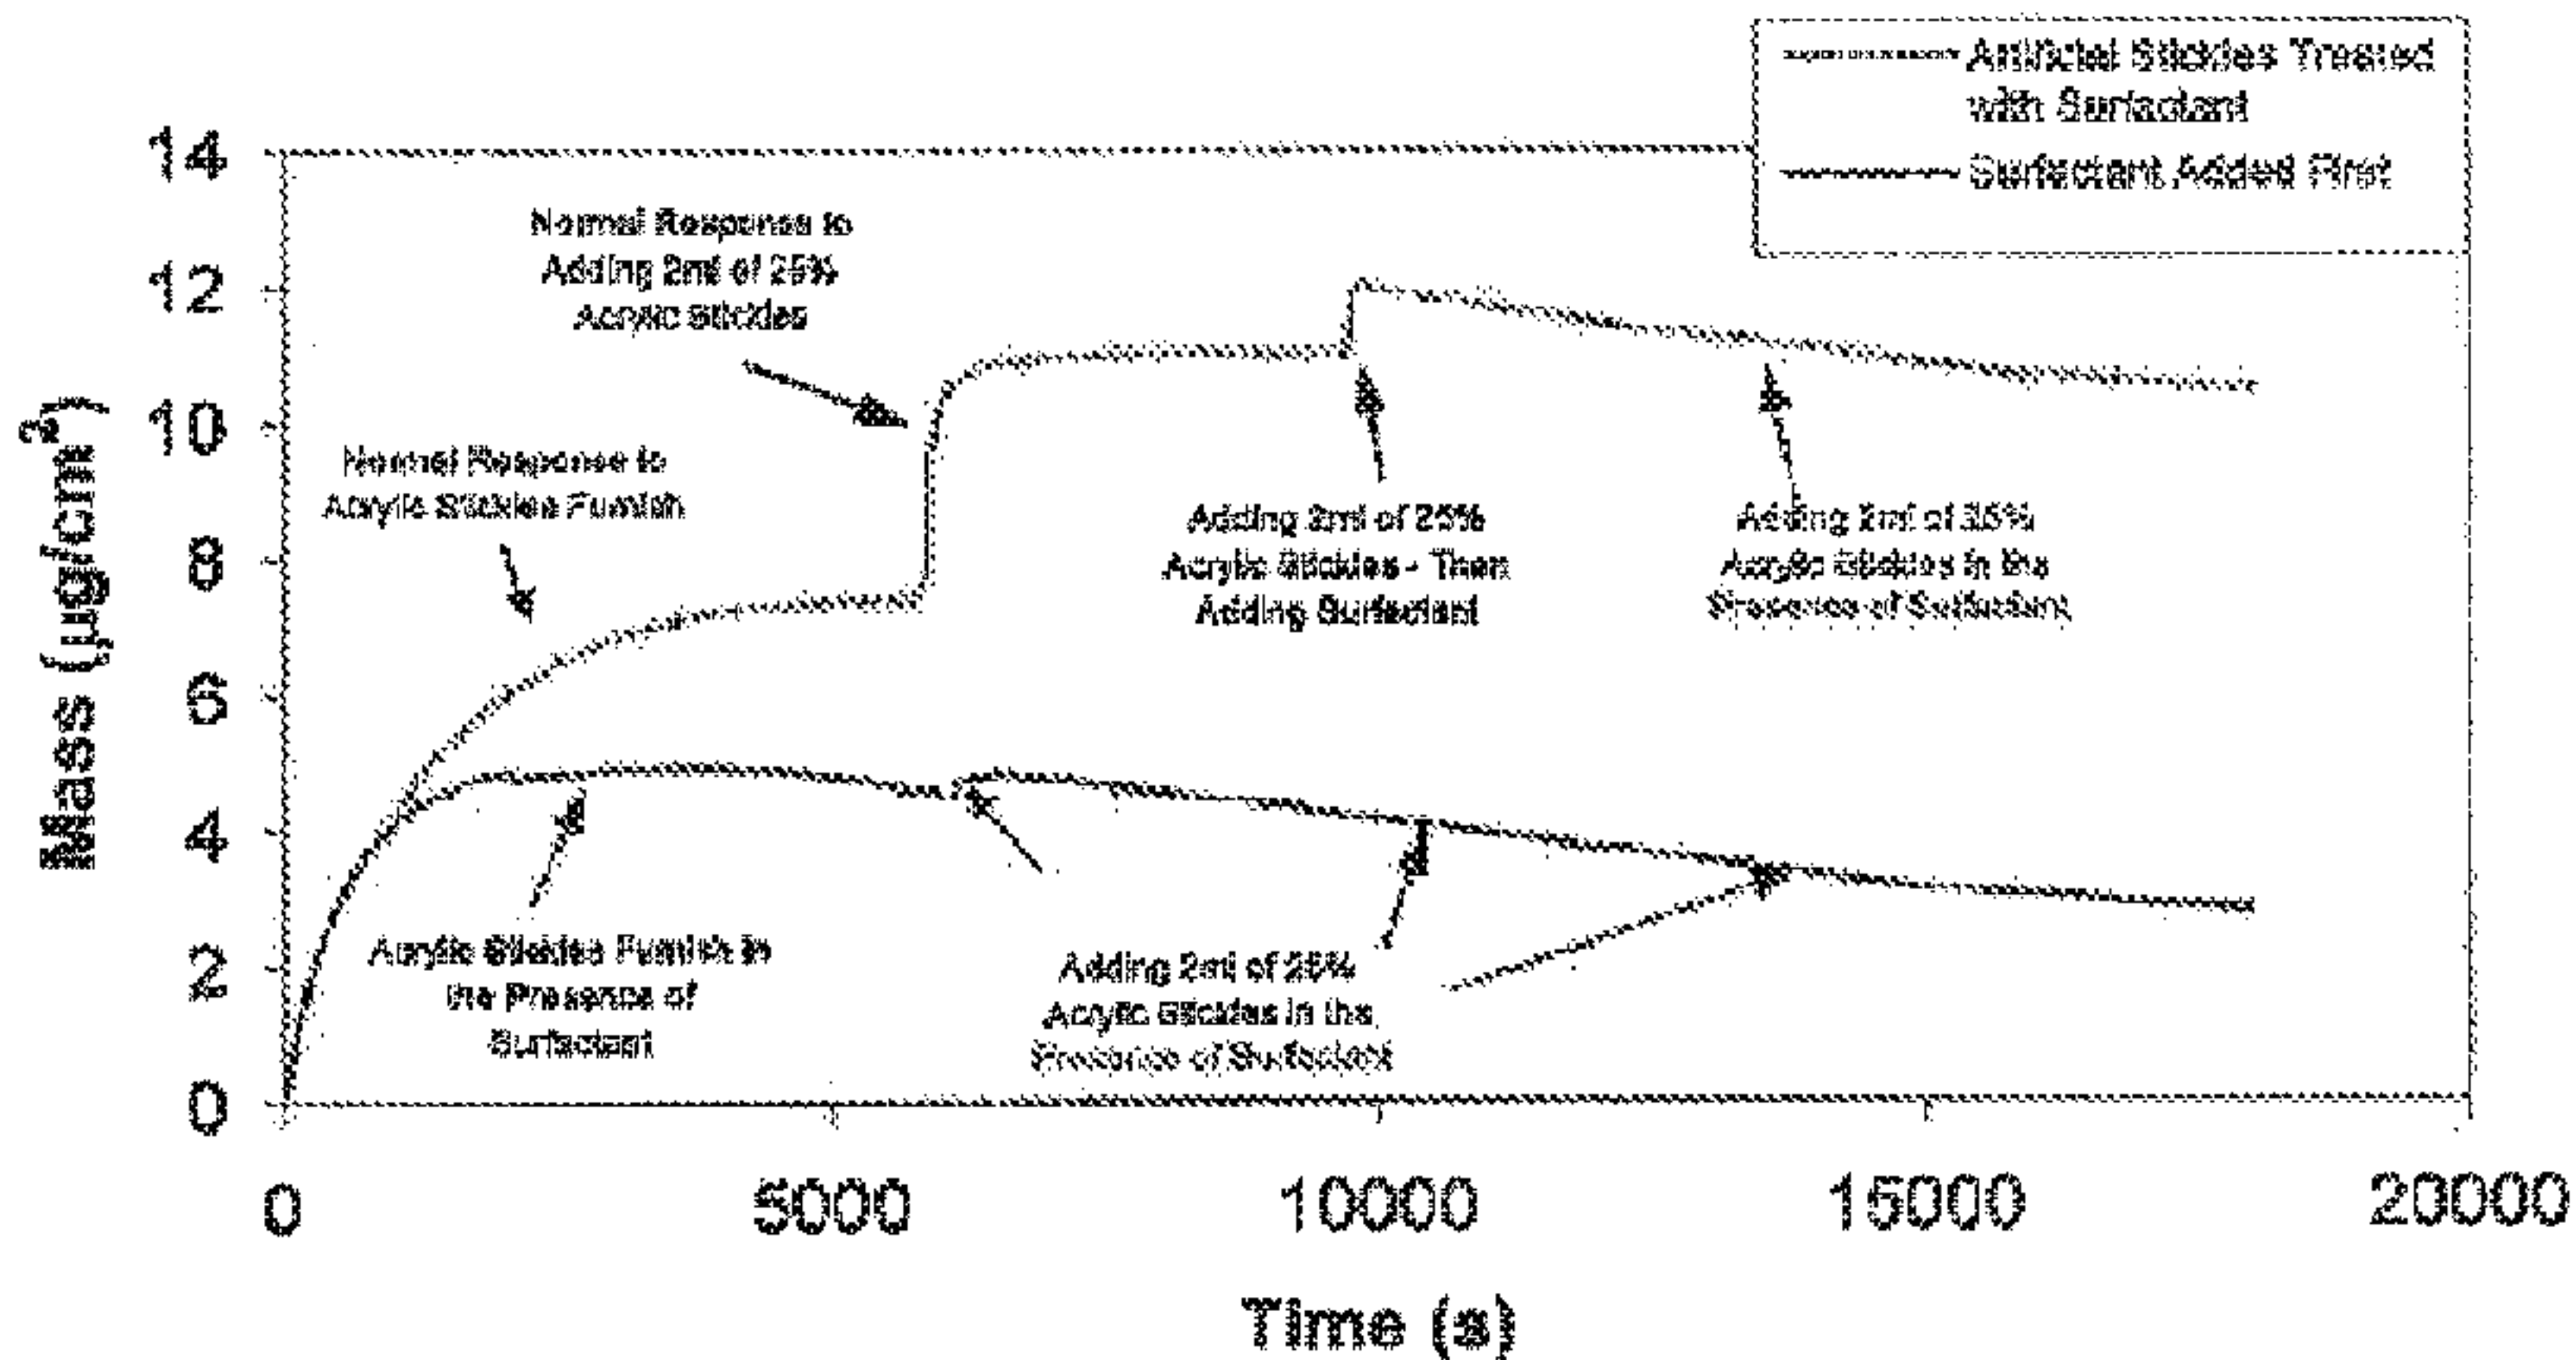 Artificial Stickies Treated
with Surfactant
Surfactant Added First
14
12
10
8
6
4
2
0
Mass (µg/cm²)
Normal Response to
Adding 2ml of 25%
Acrylic Stickies
Normal Response to
Acrylic Stickies Furnish
Adding 2ml of 25%
Acrylic Stickies - Then
Adding Surfactant
Adding 2ml of 25%
Acrylic Stickies in the
Presence of Surfactant
Acrylic Stickies Furnish in
the Presence of
Surfactant
Adding 2ml of 25%
Acrylic Stickies in the
Presence of Surfactant
0
5000
10000
15000
20000
Time (s)